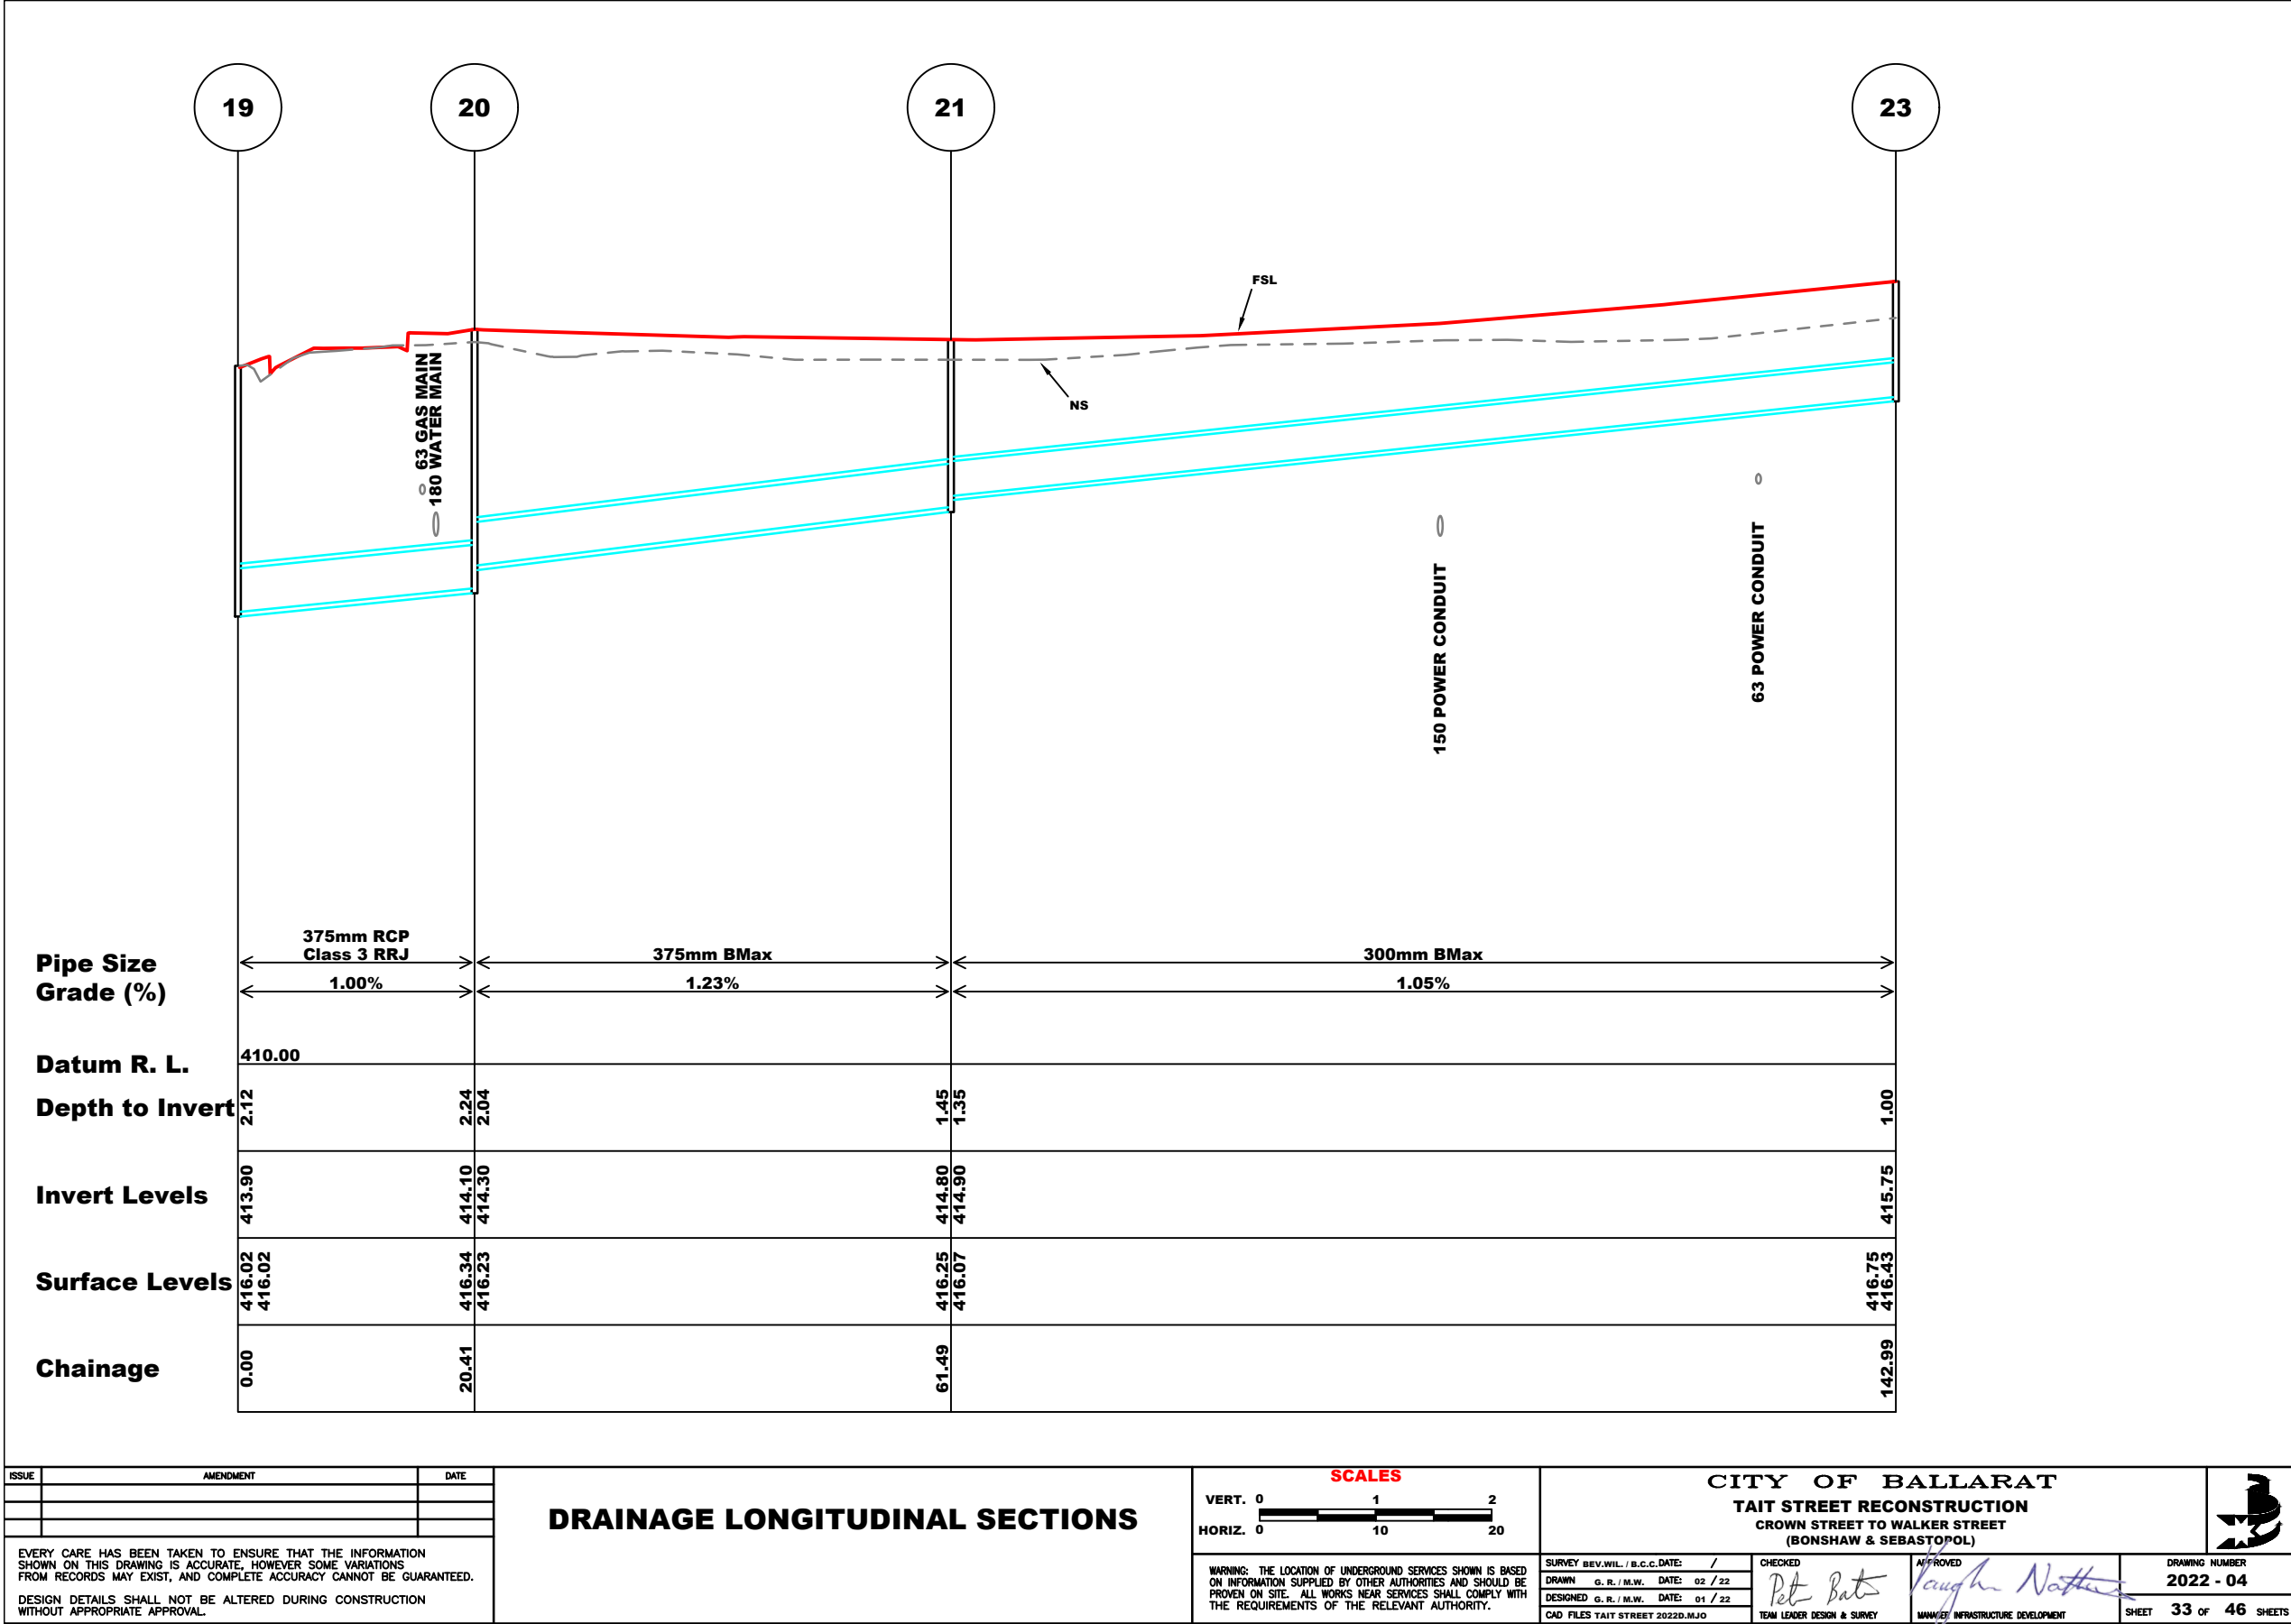 19
20
21
23
FSL
NS
63 GAS MAIN
180 WATER MAIN
150 POWER CONDUIT
63 POWER CONDUIT
Pipe Size
375mm RCP
Class 3 RRJ
375mm BMax
300mm BMax
Grade (%)
1.00%
1.23%
1.05%
Datum R. L.
410.00
Depth to Invert
2.12
2.24
2.04
1.45
1.35
1.00
Invert Levels
413.90
414.10
414.30
414.80
414.90
415.75
Surface Levels
416.02
416.02
416.34
416.23
416.25
416.07
416.75
416.43
Chainage
0.00
20.41
61.49
142.99
ISSUE AMENDMENT DATE
EVERY CARE HAS BEEN TAKEN TO ENSURE THAT THE INFORMATION
SHOWN ON THIS DRAWING IS ACCURATE, HOWEVER SOME VARIATIONS
FROM RECORDS MAY EXIST, AND COMPLETE ACCURACY CANNOT BE GUARANTEED.
DESIGN DETAILS SHALL NOT BE ALTERED DURING CONSTRUCTION
WITHOUT APPROPRIATE APPROVAL.
DRAINAGE LONGITUDINAL SECTIONS
SCALES
VERT. 0 1 2
HORIZ. 0 10 20
WARNING: THE LOCATION OF UNDERGROUND SERVICES SHOWN IS BASED
ON INFORMATION SUPPLIED BY OTHER AUTHORITIES AND SHOULD BE
PROVEN ON SITE. ALL WORKS NEAR SERVICES SHALL COMPLY WITH
THE REQUIREMENTS OF THE RELEVANT AUTHORITY.
CITY OF BALLARAT
TAIT STREET RECONSTRUCTION
CROWN STREET TO WALKER STREET
(BONSHAW & SEBASTOPOL)
SURVEY BEV.WIL. / B.C.C. DATE: /
DRAWN G. R. / M.W. DATE: 02 / 22
DESIGNED G. R. / M.W. DATE: 01 / 22
CAD FILES TAIT STREET 2022D.MJO
CHECKED
TEAM LEADER DESIGN & SURVEY
APPROVED
MANAGER INFRASTRUCTURE DEVELOPMENT
DRAWING NUMBER
2022 - 04
SHEET 33 OF 46 SHEETS